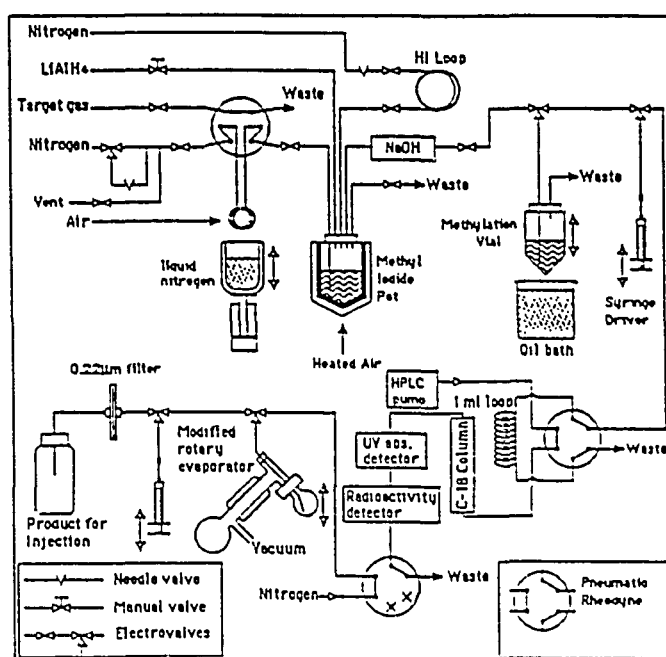 Nitrogen
HI Loop
LiAlH4
Target gas
Waste
Nitrogen
NaOH
Waste
Waste
Vent
Air
liquid
nitrogen
Methyl
Iodide
Pot
Methylation
Vial
Syringe
Driver
Oil bath
Heated Air
0.22µm filter
HPLC
pump
1 ml loop
Modified
rotary
evaporator
UV abs.
detector
C-18 Column
Waste
Radioactivity
detector
Product for
Injection
Vacuum
Nitrogen
Waste
Needle valve
Manual valve
Electrovalves
Pneumatic
Rheodyne